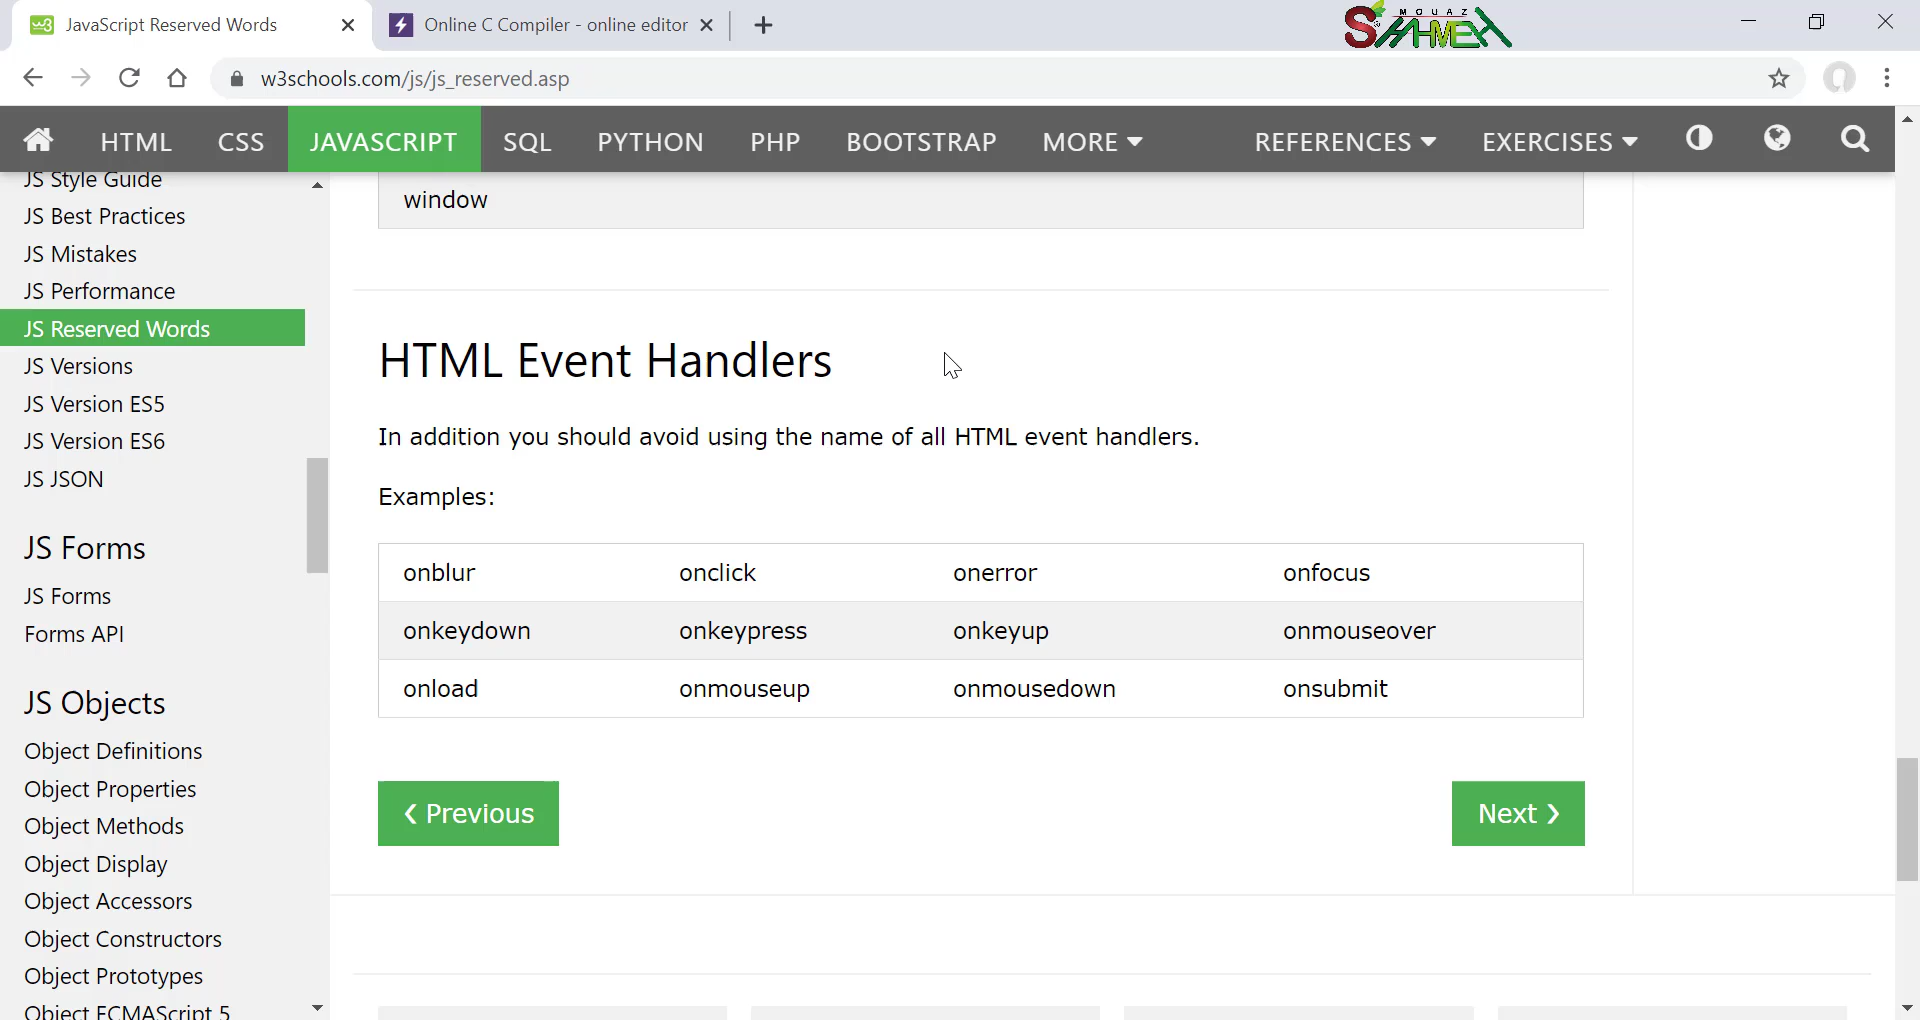 JavaScript Reserved Words
Online C Compiler - online editor
MOUAZ
w3schools.com/js/js_reserved.asp
HTML CSS JAVASCRIPT SQL PYTHON PHP BOOTSTRAP MORE REFERENCES EXERCISES
JS Style Guide
JS Best Practices
JS Mistakes
JS Performance
JS Reserved Words
JS Versions
JS Version ES5
JS Version ES6
JS JSON
JS Forms
JS Forms
Forms API
JS Objects
Object Definitions
Object Properties
Object Methods
Object Display
Object Accessors
Object Constructors
Object Prototypes
Object ECMAScript 5
window
HTML Event Handlers
In addition you should avoid using the name of all HTML event handlers.
Examples:
onblur onclick onerror onfocus
onkeydown onkeypress onkeyup onmouseover
onload onmouseup onmousedown onsubmit
❮ Previous
Next ❯